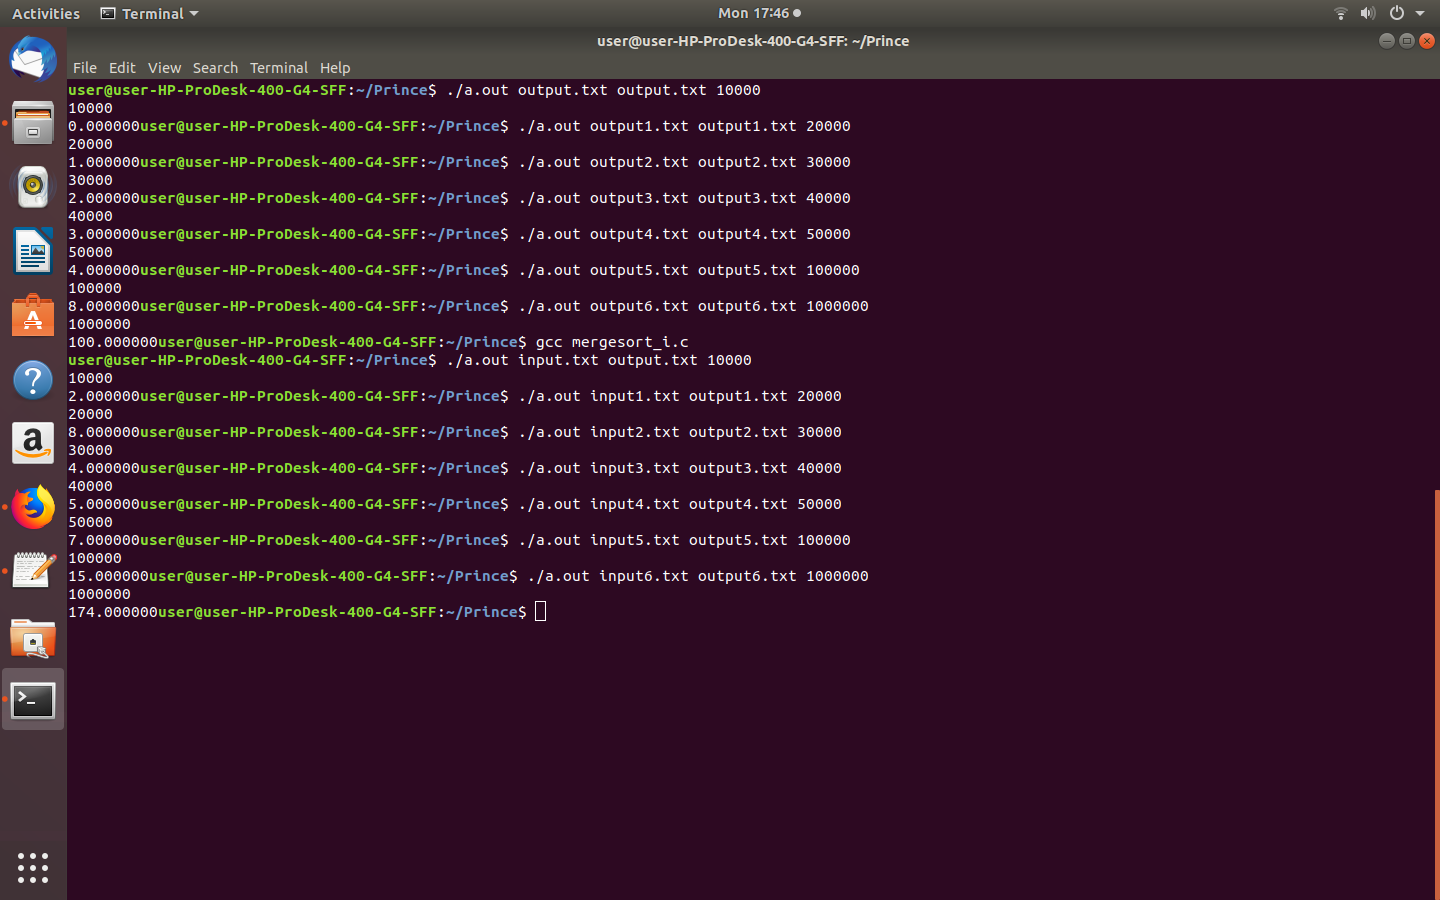 Activities Terminal Mon 17:46
user@user-HP-ProDesk-400-G4-SFF: ~/Prince
File Edit View Search Terminal Help
user@user-HP-ProDesk-400-G4-SFF:~/Prince$ ./a.out output.txt output.txt 10000
10000
0.000000user@user-HP-ProDesk-400-G4-SFF:~/Prince$ ./a.out output1.txt output1.txt 20000
20000
1.000000user@user-HP-ProDesk-400-G4-SFF:~/Prince$ ./a.out output2.txt output2.txt 30000
30000
2.000000user@user-HP-ProDesk-400-G4-SFF:~/Prince$ ./a.out output3.txt output3.txt 40000
40000
3.000000user@user-HP-ProDesk-400-G4-SFF:~/Prince$ ./a.out output4.txt output4.txt 50000
50000
4.000000user@user-HP-ProDesk-400-G4-SFF:~/Prince$ ./a.out output5.txt output5.txt 100000
100000
8.000000user@user-HP-ProDesk-400-G4-SFF:~/Prince$ ./a.out output6.txt output6.txt 1000000
1000000
100.000000user@user-HP-ProDesk-400-G4-SFF:~/Prince$ gcc mergesort_i.c
user@user-HP-ProDesk-400-G4-SFF:~/Prince$ ./a.out input.txt output.txt 10000
10000
2.000000user@user-HP-ProDesk-400-G4-SFF:~/Prince$ ./a.out input1.txt output1.txt 20000
20000
8.000000user@user-HP-ProDesk-400-G4-SFF:~/Prince$ ./a.out input2.txt output2.txt 30000
30000
4.000000user@user-HP-ProDesk-400-G4-SFF:~/Prince$ ./a.out input3.txt output3.txt 40000
40000
5.000000user@user-HP-ProDesk-400-G4-SFF:~/Prince$ ./a.out input4.txt output4.txt 50000
50000
7.000000user@user-HP-ProDesk-400-G4-SFF:~/Prince$ ./a.out input5.txt output5.txt 100000
100000
15.000000user@user-HP-ProDesk-400-G4-SFF:~/Prince$ ./a.out input6.txt output6.txt 1000000
1000000
174.000000user@user-HP-ProDesk-400-G4-SFF:~/Prince$